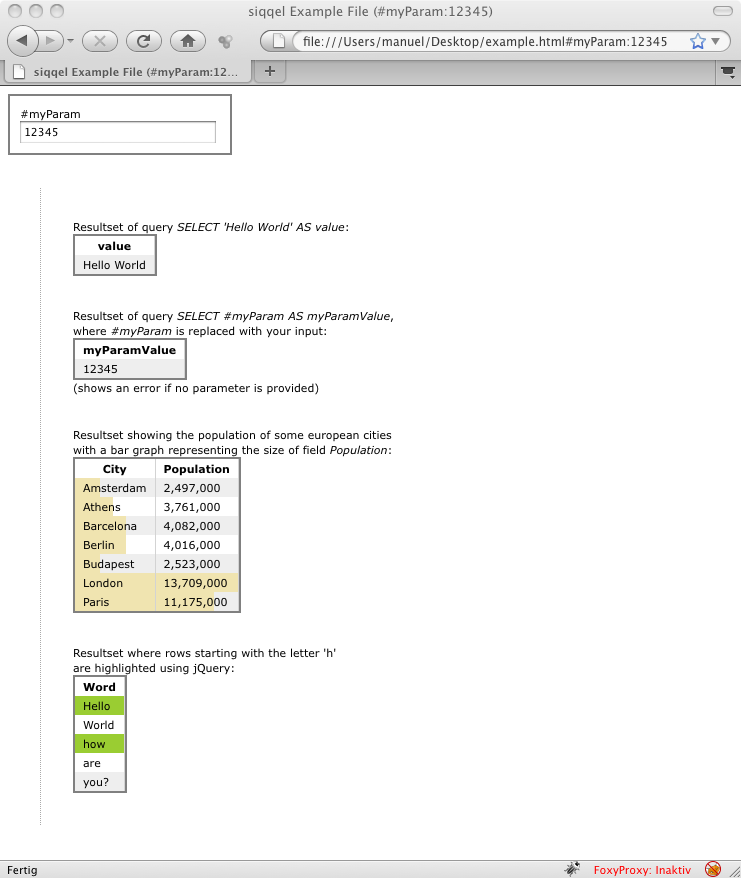 siqqel Example File (#myParam:12345)
file:///Users/manuel/Desktop/example.html#myParam:12345
siqqel Example File (#myParam:12...
#myParam
12345
Resultset of query SELECT 'Hello World' AS value:
value
Hello World
Resultset of query SELECT #myParam AS myParamValue,
where #myParam is replaced with your input:
myParamValue
12345
(shows an error if no parameter is provided)
Resultset showing the population of some european cities
with a bar graph representing the size of field Population:
City Population
Amsterdam 2,497,000
Athens 3,761,000
Barcelona 4,082,000
Berlin 4,016,000
Budapest 2,523,000
London 13,709,000
Paris 11,175,000
Resultset where rows starting with the letter 'h'
are highlighted using jQuery:
Word
Hello
World
how
are
you?
Fertig FoxyProxy: Inaktiv